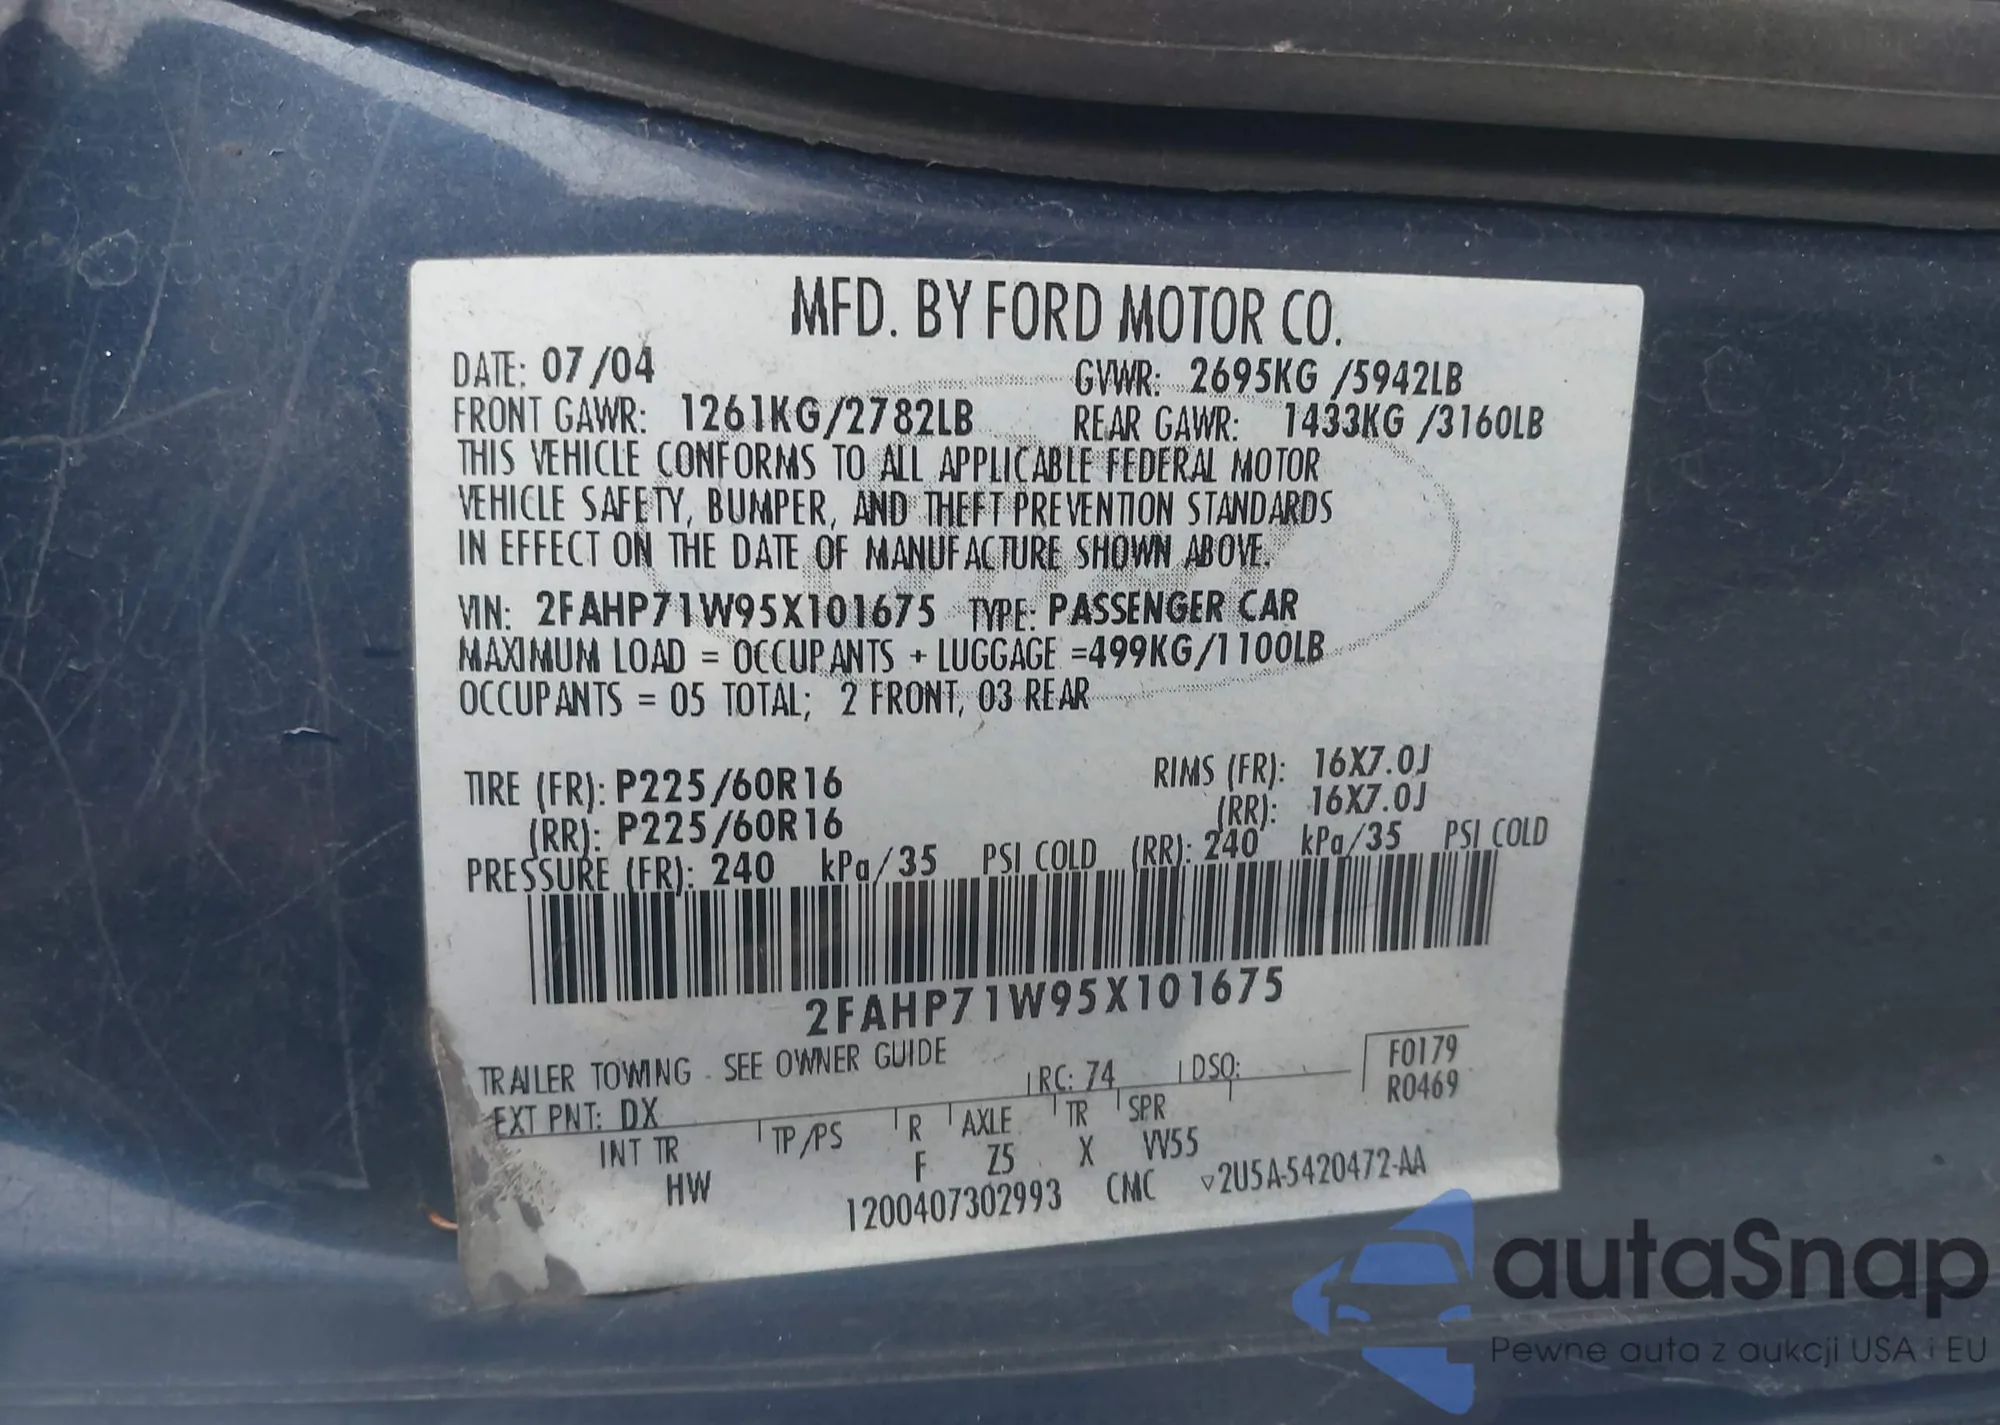 MFD. BY FORD MOTOR CO.
DATE: 07/04 GVWR: 2695KG /5942LB
FRONT GAWR: 1261KG/2782LB REAR GAWR: 1433KG /3160LB
THIS VEHICLE CONFORMS TO ALL APPLICABLE FEDERAL MOTOR
VEHICLE SAFETY, BUMPER, AND THEFT PREVENTION STANDARDS
IN EFFECT ON THE DATE OF MANUFACTURE SHOWN ABOVE.
VIN: 2FAHP71W95X101675 TYPE: PASSENGER CAR
MAXIMUM LOAD = OCCUPANTS + LUGGAGE =499KG/1100LB
OCCUPANTS = 05 TOTAL; 2 FRONT, 03 REAR
TIRE (FR): P225/60R16 RIMS (FR): 16X7.0J
(RR): P225/60R16 (RR): 16X7.0J
PRESSURE (FR): 240 kPa/35 PSI COLD (RR): 240 kPa/35 PSI COLD
2FAHP71W95X101675
TRAILER TOWING - SEE OWNER GUIDE
EXT PNT: DX RC: 74 DSO: F0179
R0469
INT TR TP/PS R AXLE TR SPR
HW F Z5 X VV55
1200407302993 CMC ▽2U5A-5420472-AA
autaSnap
Pewne auta z aukcji USA i EU